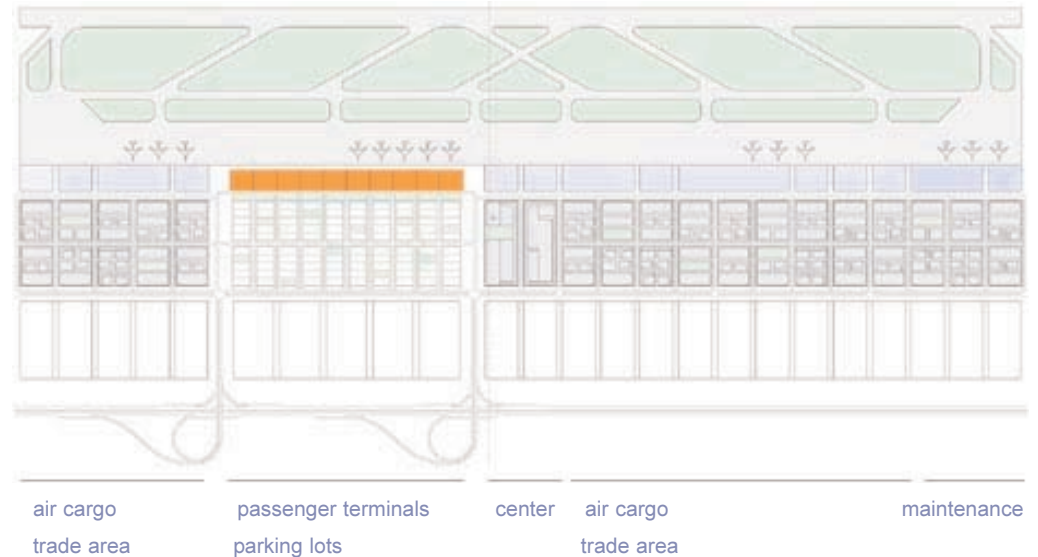 air cargo passenger terminals center air cargo maintenance
trade area parking lots trade area